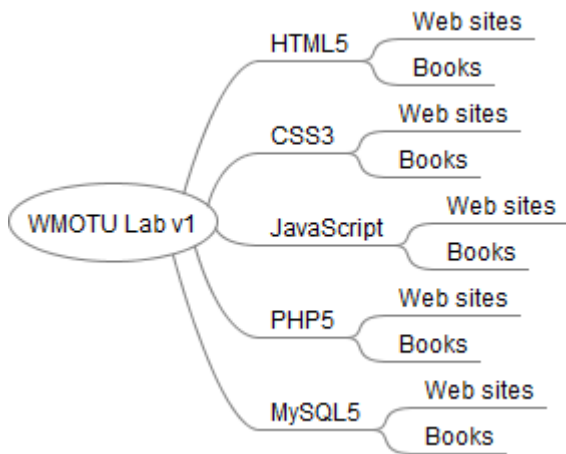 WMOTU Lab v1
HTML5
Web sites
Books
CSS3
Web sites
Books
JavaScript
Web sites
Books
PHP5
Web sites
Books
MySQL5
Web sites
Books